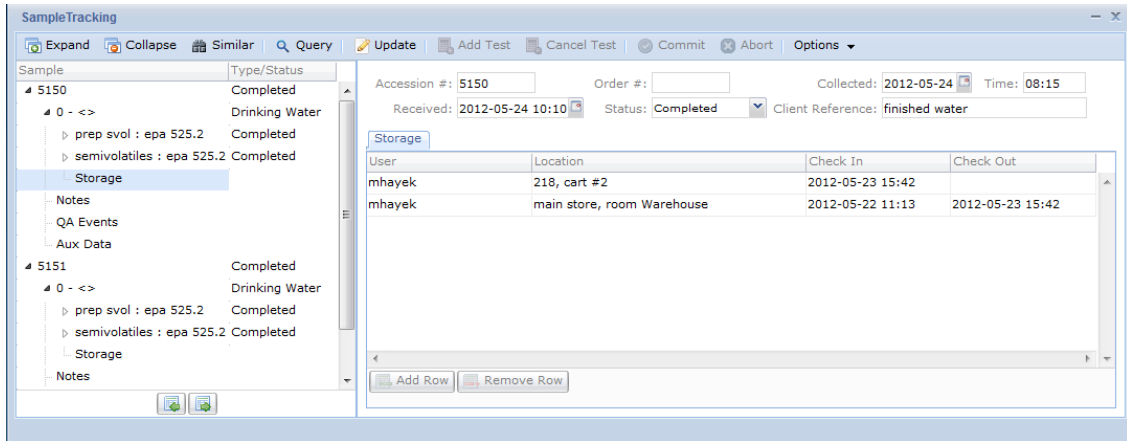 SampleTracking
Expand Collapse Similar Query Update Add Test Cancel Test Commit Abort Options
Sample Type/Status
5150 Completed
0 - <> Drinking Water
prep svol : epa 525.2 Completed
semivolatiles : epa 525.2 Completed
Storage
Notes
QA Events
Aux Data
5151 Completed
0 - <> Drinking Water
prep svol : epa 525.2 Completed
semivolatiles : epa 525.2 Completed
Storage
Notes
Accession #: 5150 Order #: Collected: 2012-05-24 Time: 08:15
Received: 2012-05-24 10:10 Status: Completed Client Reference: finished water
Storage
User Location Check In Check Out
mhayek 218, cart #2 2012-05-23 15:42
mhayek main store, room Warehouse 2012-05-22 11:13 2012-05-23 15:42
Add Row Remove Row